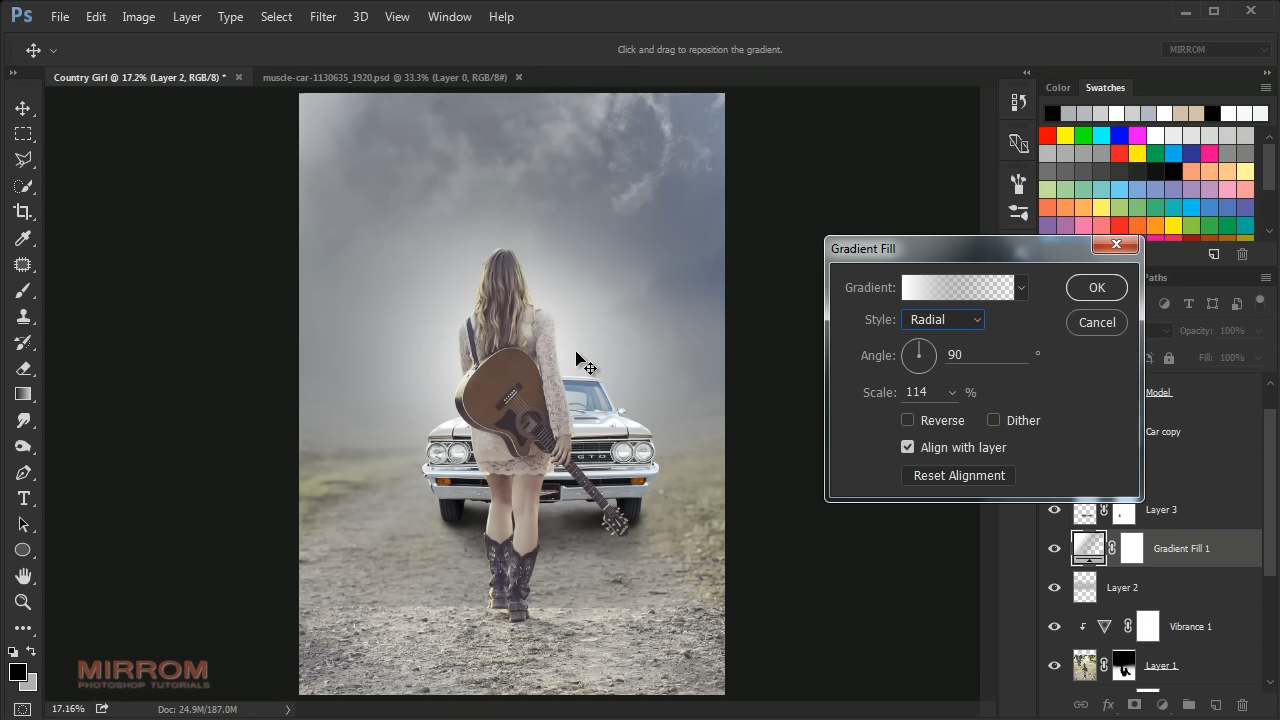 Ps File Edit Image Layer Type Select Filter 3D View Window Help
Click and drag to reposition the gradient.
MIRROM
Country Girl @ 17.2% (Layer 2, RGB/8) *
muscle-car-1130635_1920.psd @ 33.3% (Layer 0, RGB/8#)
Color Swatches
Gradient Fill
Gradient:
OK
Style: Radial
Cancel
Angle: 90 °
Scale: 114 %
Reverse Dither
Align with layer
Reset Alignment
Paths
Opacity: 100%
Fill: 100%
Model
Car copy
Layer 3
Gradient Fill 1
Layer 2
Vibrance 1
Layer 1
GTO
MIRROM
PHOTOSHOP TUTORIALS
17.16%
Doc: 24.9M/187.0M